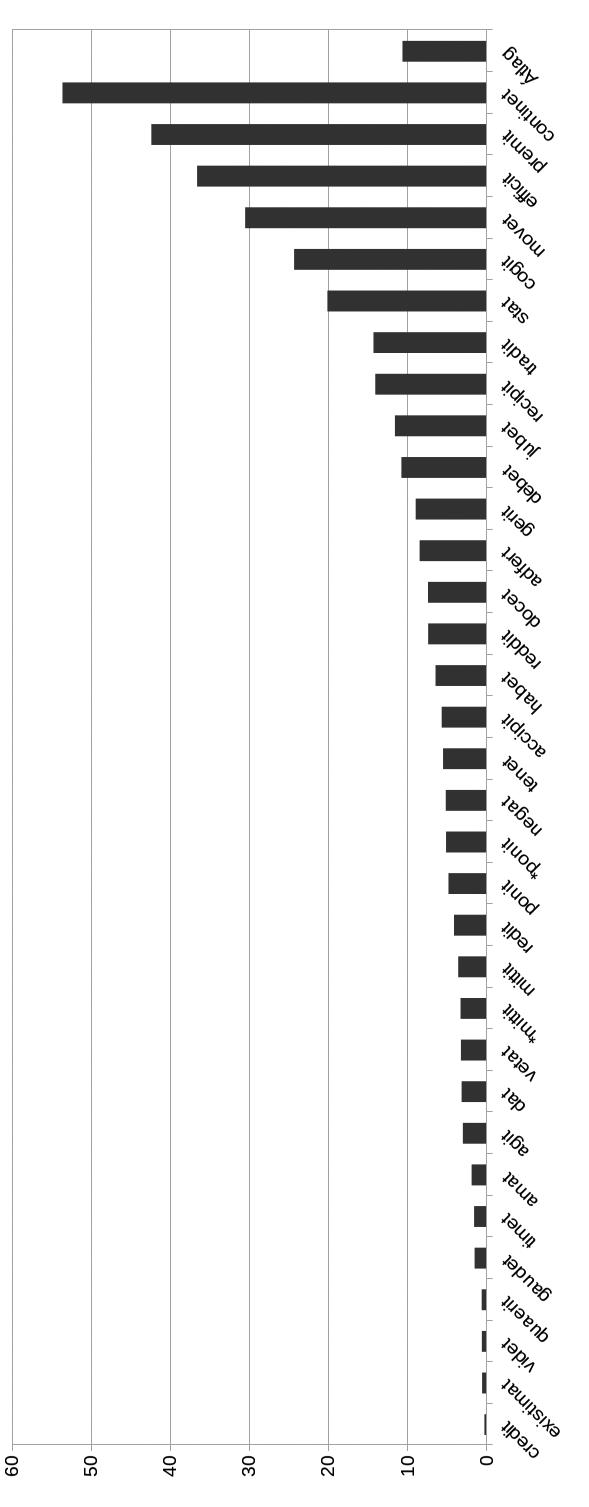 60
50
40
30
20
10
0
credit
existimat
videt
quaerit
gaudet
timet
amat
agit
dat
vetat
*mittit
mittit
redit
ponit
*ponit
negat
tenet
accipit
habet
reddit
docet
adfert
gerit
debet
jubet
recipit
tradit
stat
cogit
movet
efficit
premit
continet
Átlag